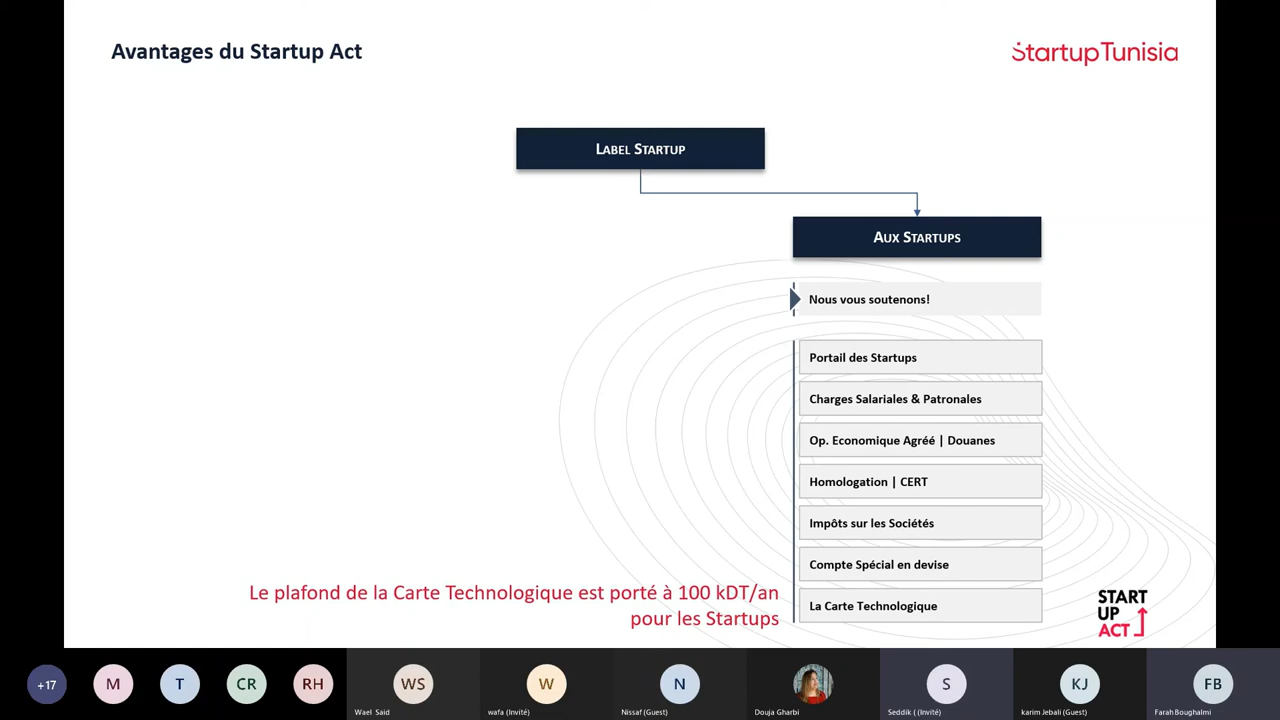 Avantages du Startup Act
StartupTunisia
LABEL STARTUP
AUX STARTUPS
Nous vous soutenons!
Portail des Startups
Charges Salariales & Patronales
Op. Economique Agréé | Douanes
Homologation | CERT
Impôts sur les Sociétés
Compte Spécial en devise
La Carte Technologique
Le plafond de la Carte Technologique est porté à 100 kDT/an
pour les Startups
START
UP
ACT
+17
M
T
CR
RH
WS
W
N
S
KJ
FB
Wael Said
wafa (Invité)
Nissaf (Guest)
Douja Gharbi
Seddik ( (Invité)
karim Jebali (Guest)
Farah Boughalmi